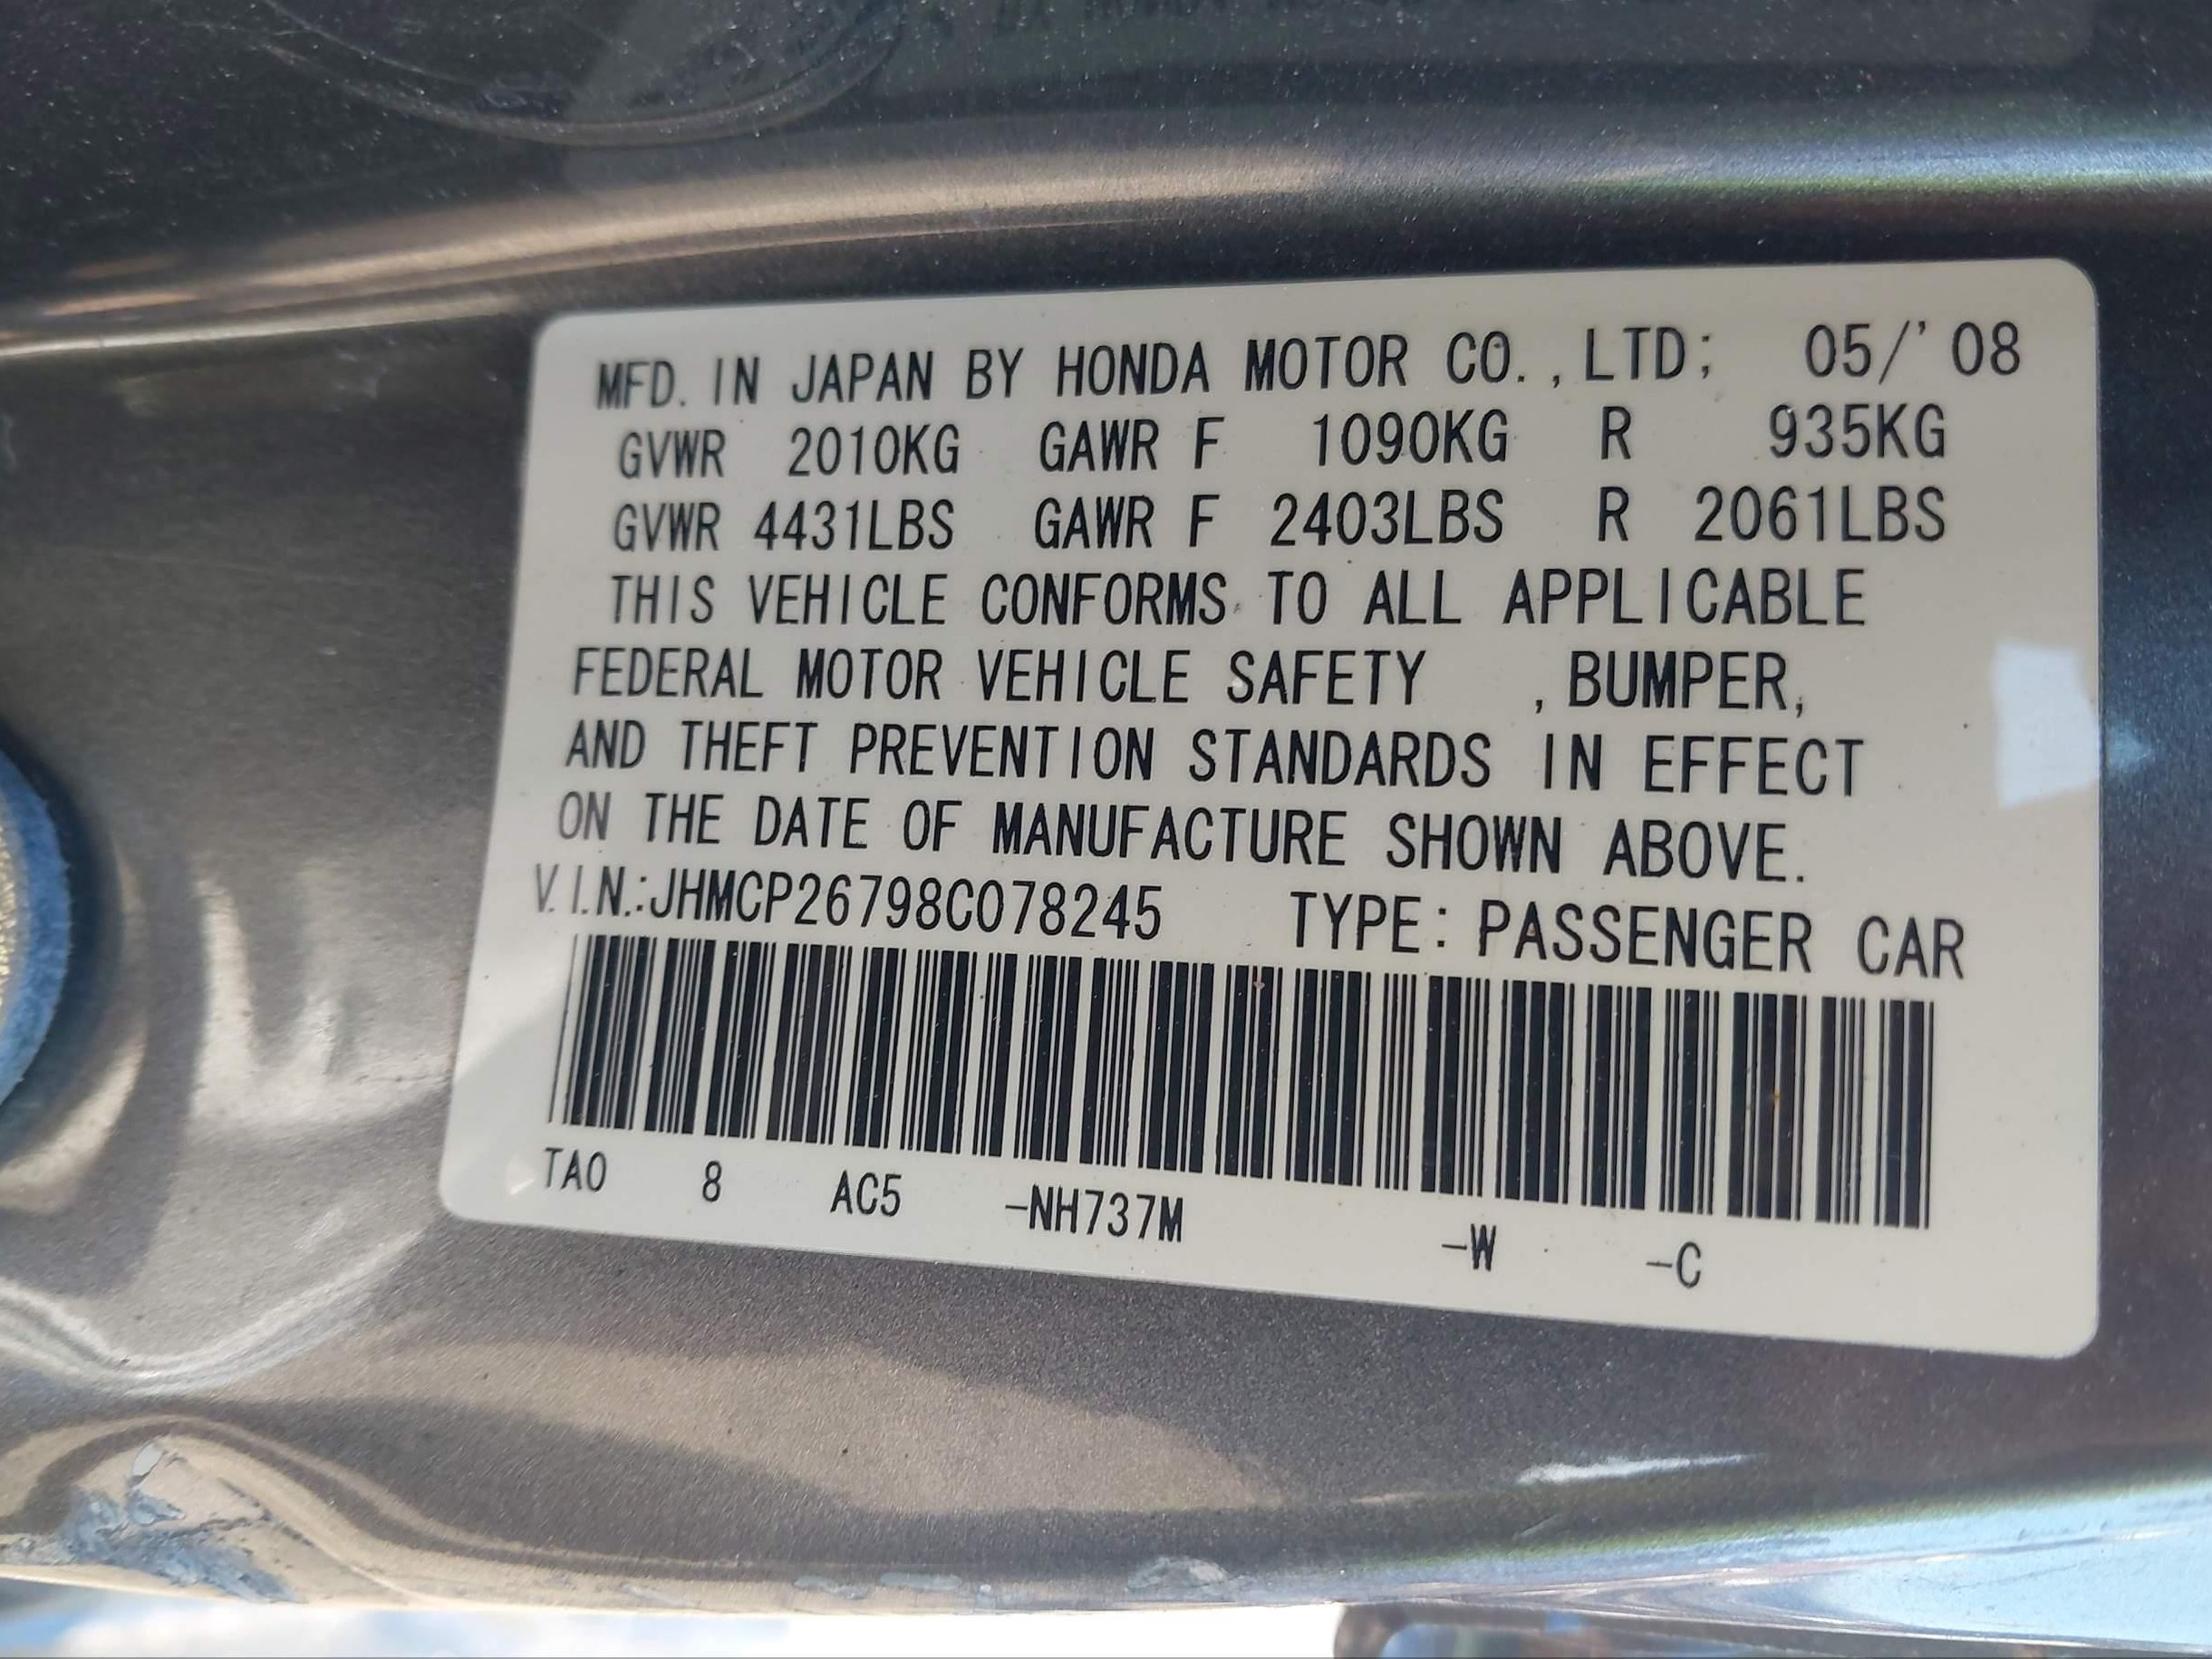 MFD. IN JAPAN BY HONDA MOTOR CO.,LTD; 05/'08
GVWR 2010KG GAWR F 1090KG R 935KG
GVWR 4431LBS GAWR F 2403LBS R 2061LBS
THIS VEHICLE CONFORMS TO ALL APPLICABLE
FEDERAL MOTOR VEHICLE SAFETY , BUMPER,
AND THEFT PREVENTION STANDARDS IN EFFECT
ON THE DATE OF MANUFACTURE SHOWN ABOVE.
V.I.N.:JHMCP26798C078245 TYPE: PASSENGER CAR
TA0 8 AC5 -NH737M -W -C